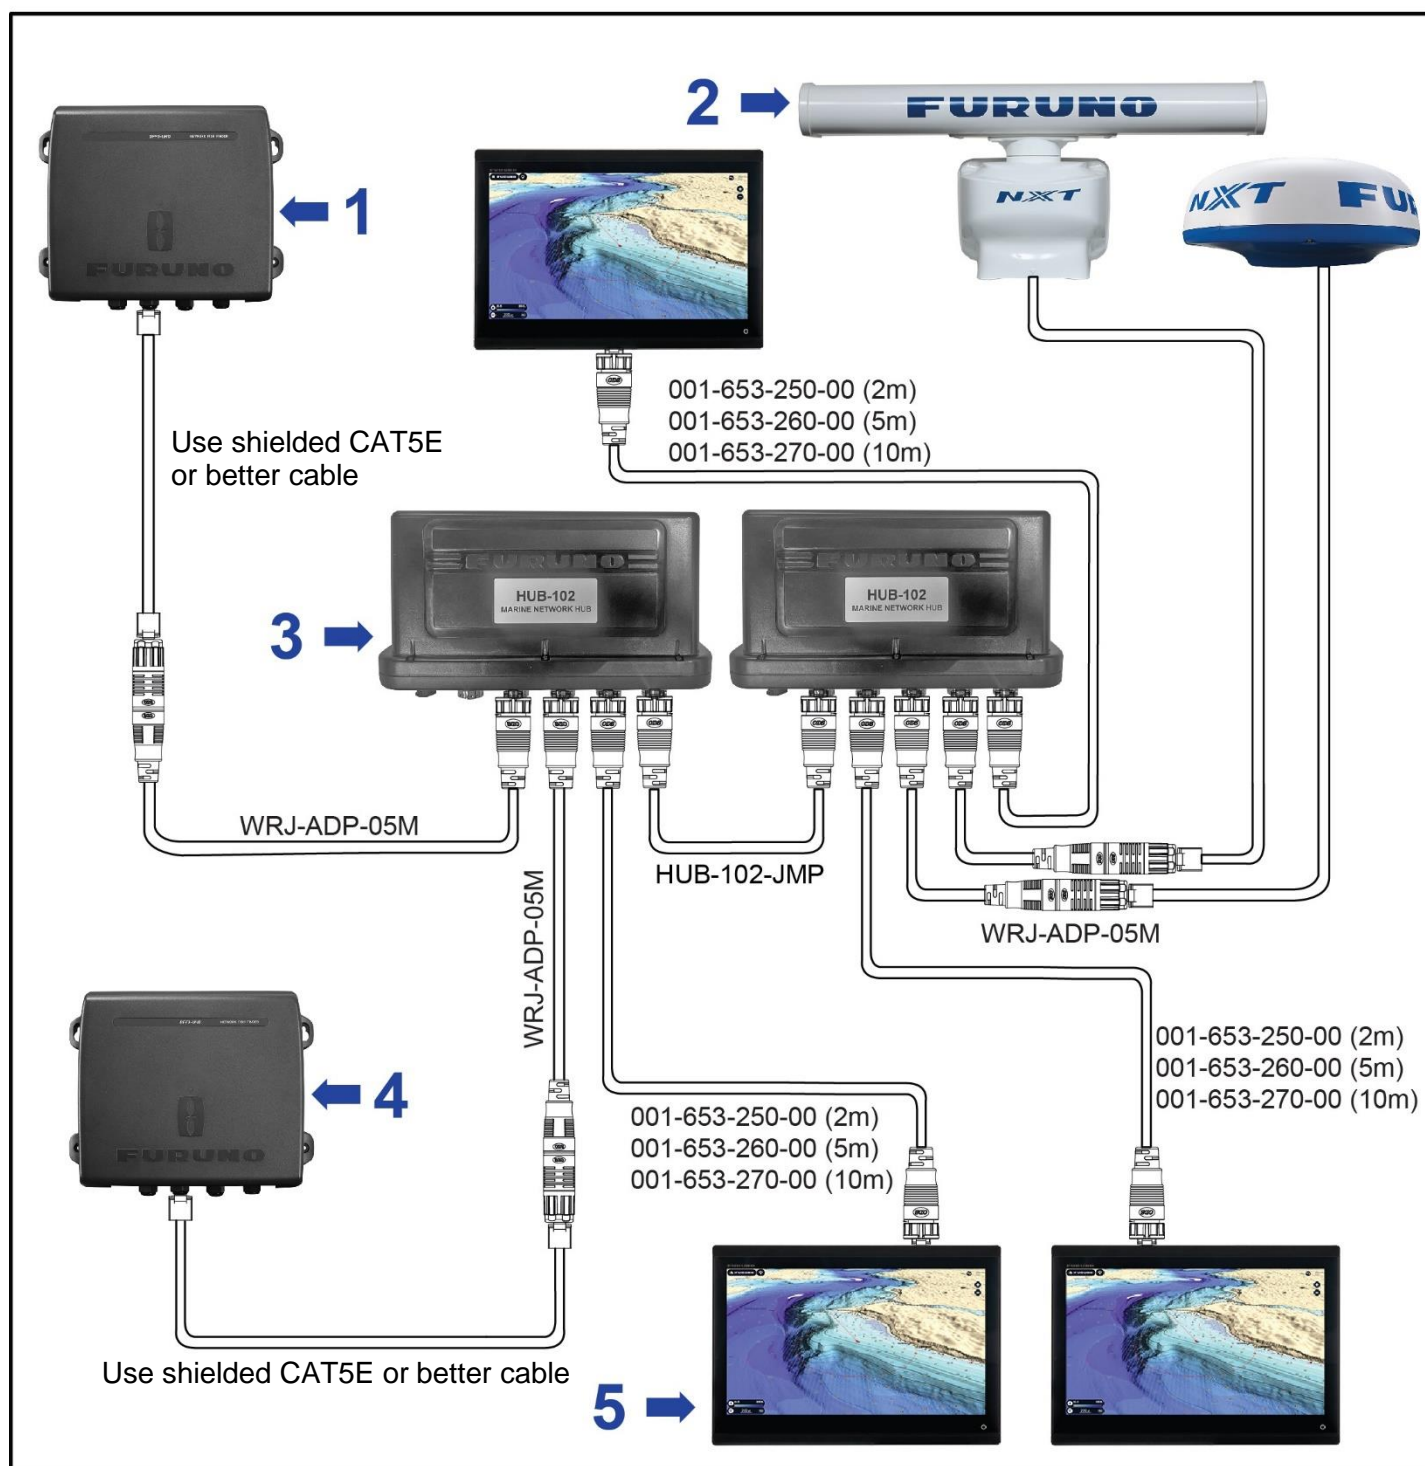 2
FURUNO
NXT
NXT FU
1
FURUNO
001-653-250-00 (2m)
001-653-260-00 (5m)
001-653-270-00 (10m)
Use shielded CAT5E
or better cable
FURUNO
HUB-102
MARINE NETWORK HUB
FURUNO
HUB-102
MARINE NETWORK HUB
3
WRJ-ADP-05M
HUB-102-JMP
WRJ-ADP-05M
WRJ-ADP-05M
4
FURUNO
001-653-250-00 (2m)
001-653-260-00 (5m)
001-653-270-00 (10m)
001-653-250-00 (2m)
001-653-260-00 (5m)
001-653-270-00 (10m)
Use shielded CAT5E or better cable
5